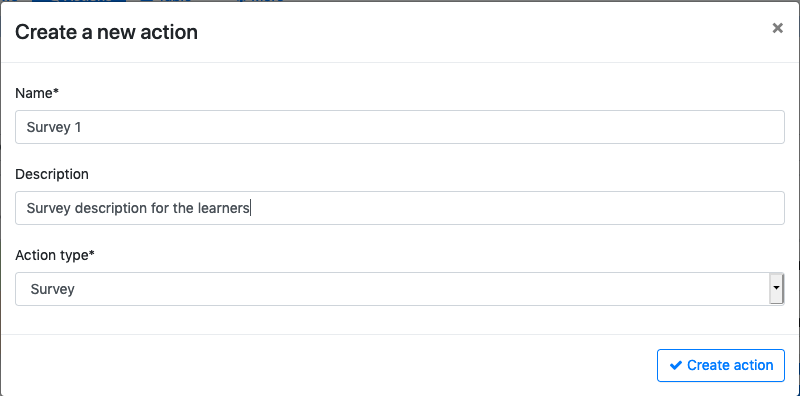 Create a new action
×
Name*
Survey 1
Description
Survey description for the learners
Action type*
Survey
Create action